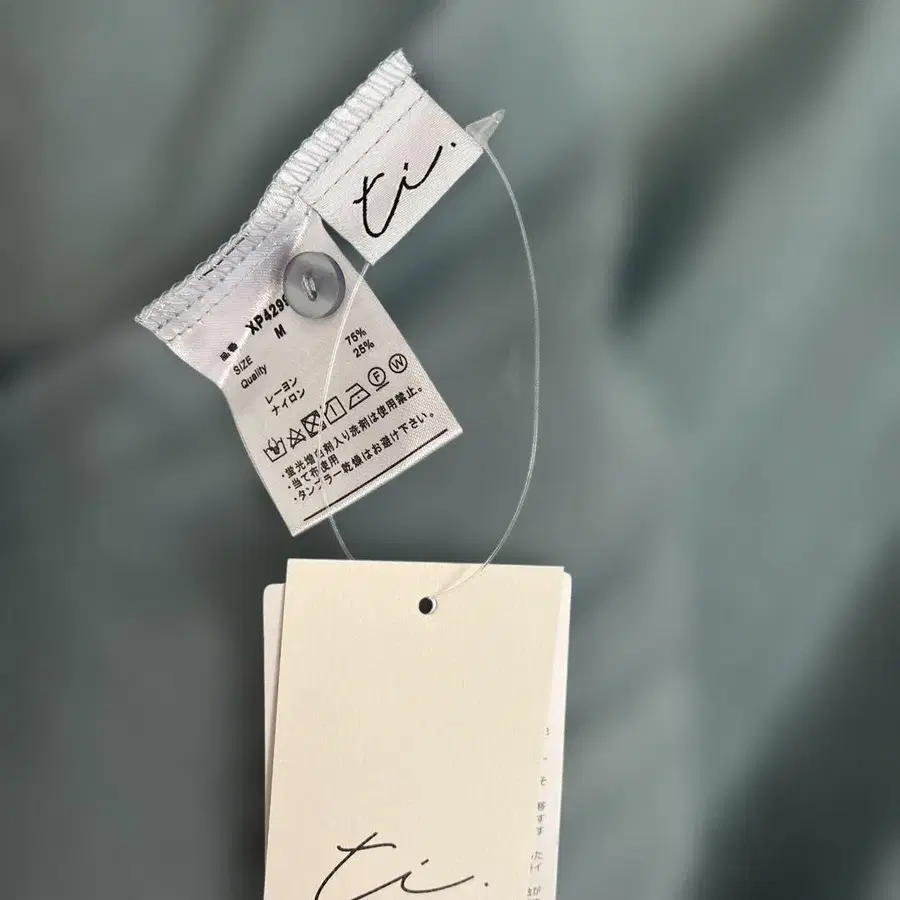 ti.
品番 XP429
SIZE M
Quality
レーヨン 75%
ナイロン 25%
F W
・蛍光増白剤入り洗剤は使用禁止。
・当て布使用
・タンブラー乾燥はお避け下さい。
ti.
そ